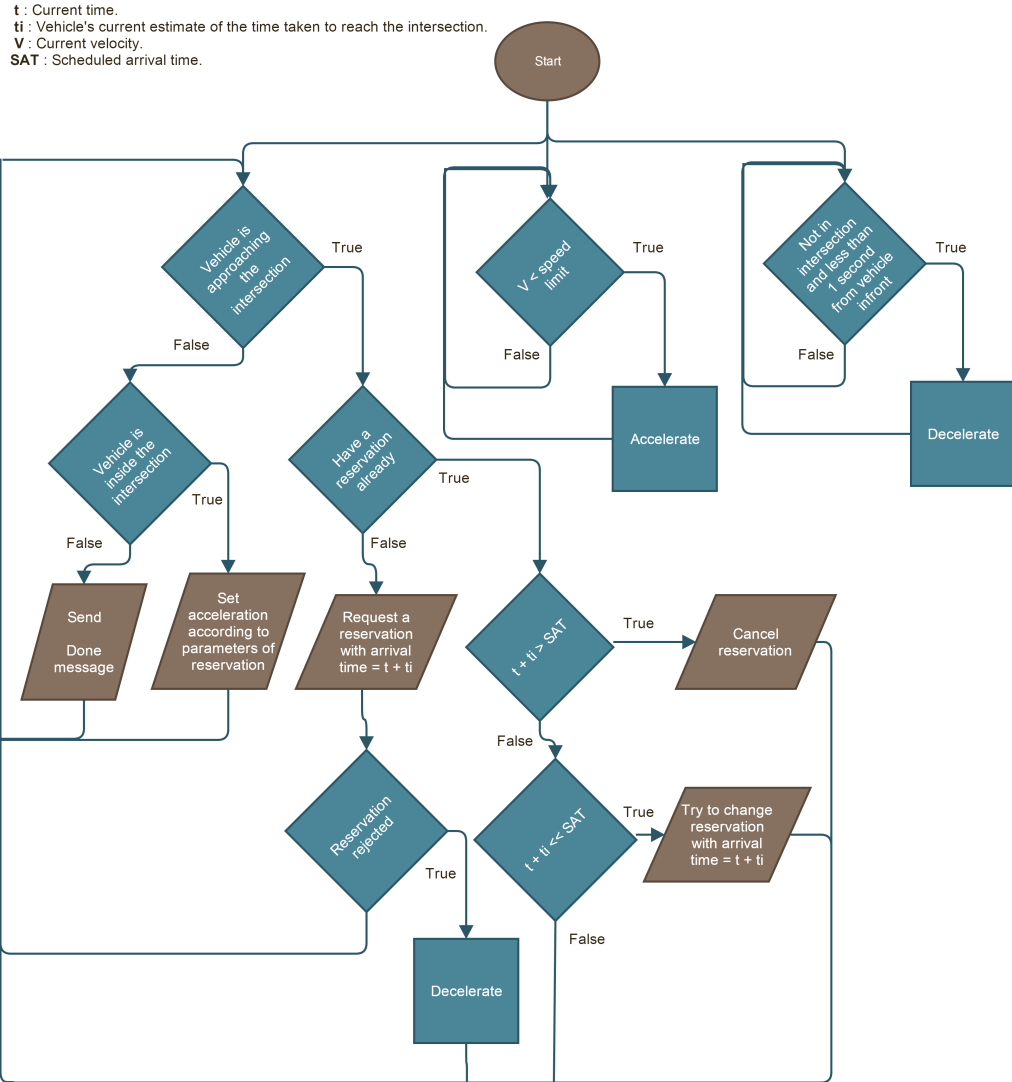 t : Current time.
ti : Vehicle's current estimate of the time taken to reach the intersection.
V : Current velocity.
SAT : Scheduled arrival time.
Start
Vehicle is
approaching
the
intersection
True
False
V < speed
limit
True
False
Not in
intersection
and less than
1 second
from vehicle
infront
True
False
Accelerate
Decelerate
Vehicle is
inside the
intersection
True
False
Have a
reservation
already
True
False
Send
Done
message
Set
acceleration
according to
parameters of
reservation
Request a
reservation
with arrival
time = t + ti
t + ti > SAT
True
False
Cancel
reservation
Reservation
rejected
True
t + ti << SAT
True
False
Try to change
reservation
with arrival
time = t + ti
Decelerate